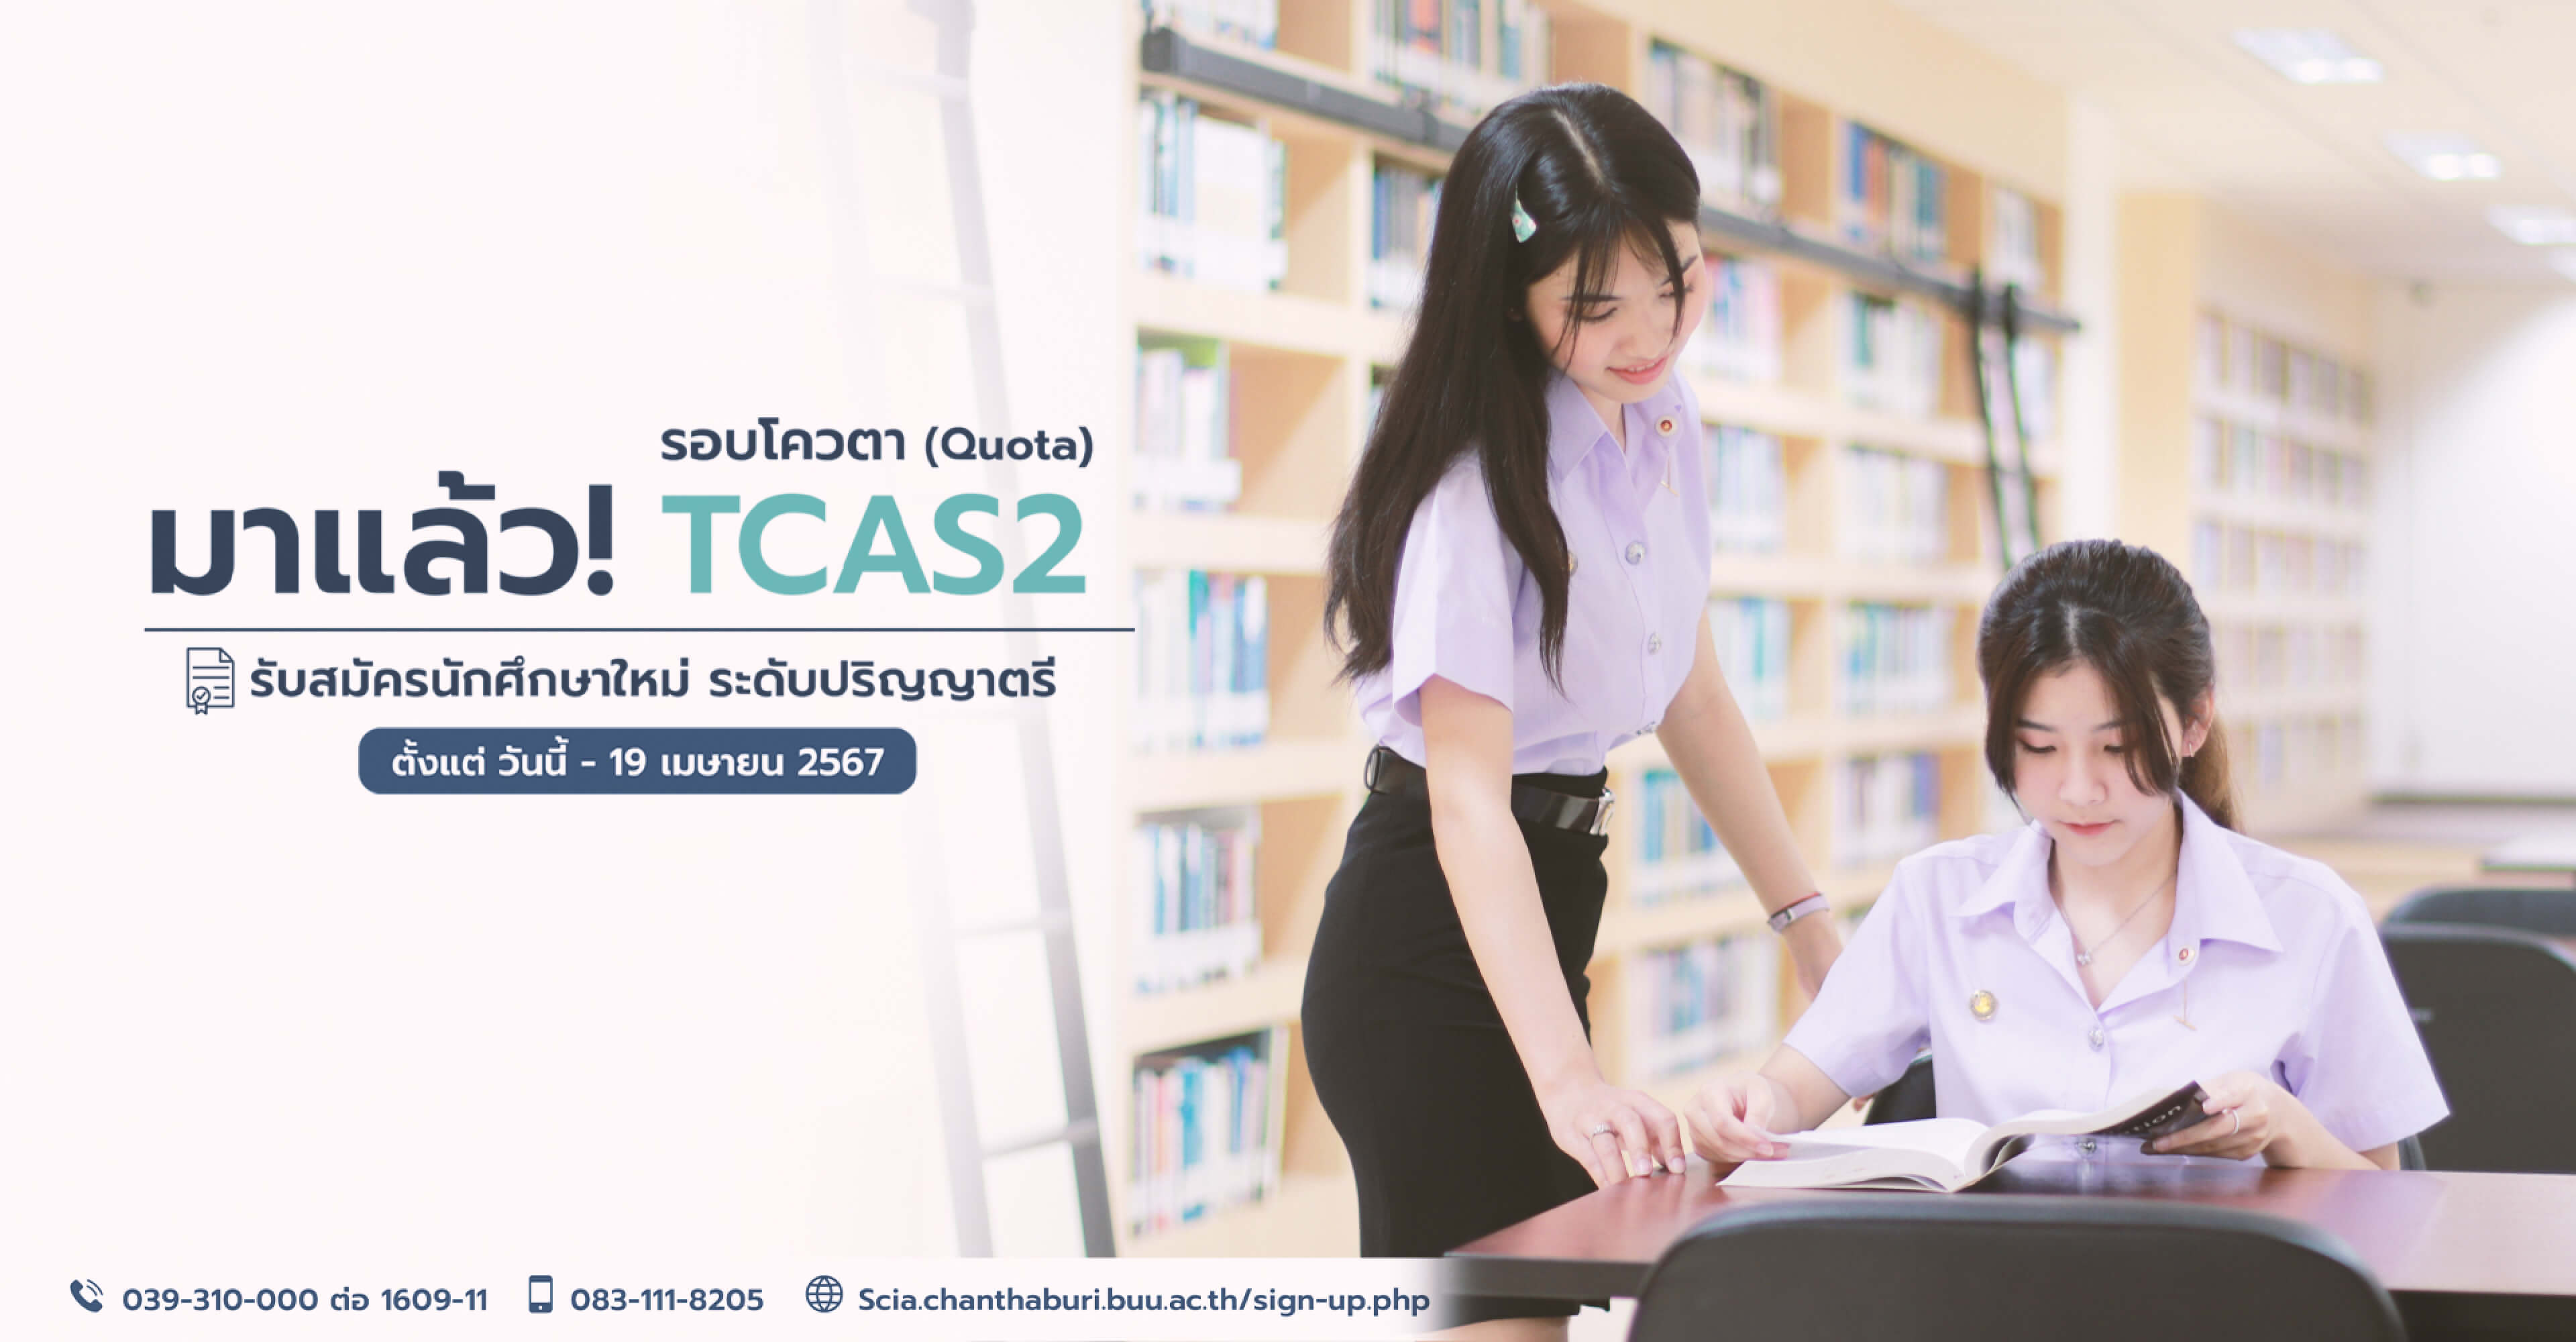 รอบโควตา (Quota)
มาแล้ว! TCAS2
รับสมัครนักศึกษาใหม่ ระดับปริญญาตรี
ตั้งแต่ วันนี้ - 19 เมษายน 2567
039-310-000 ต่อ 1609-11 083-111-8205 Scia.chanthaburi.buu.ac.th/sign-up.php